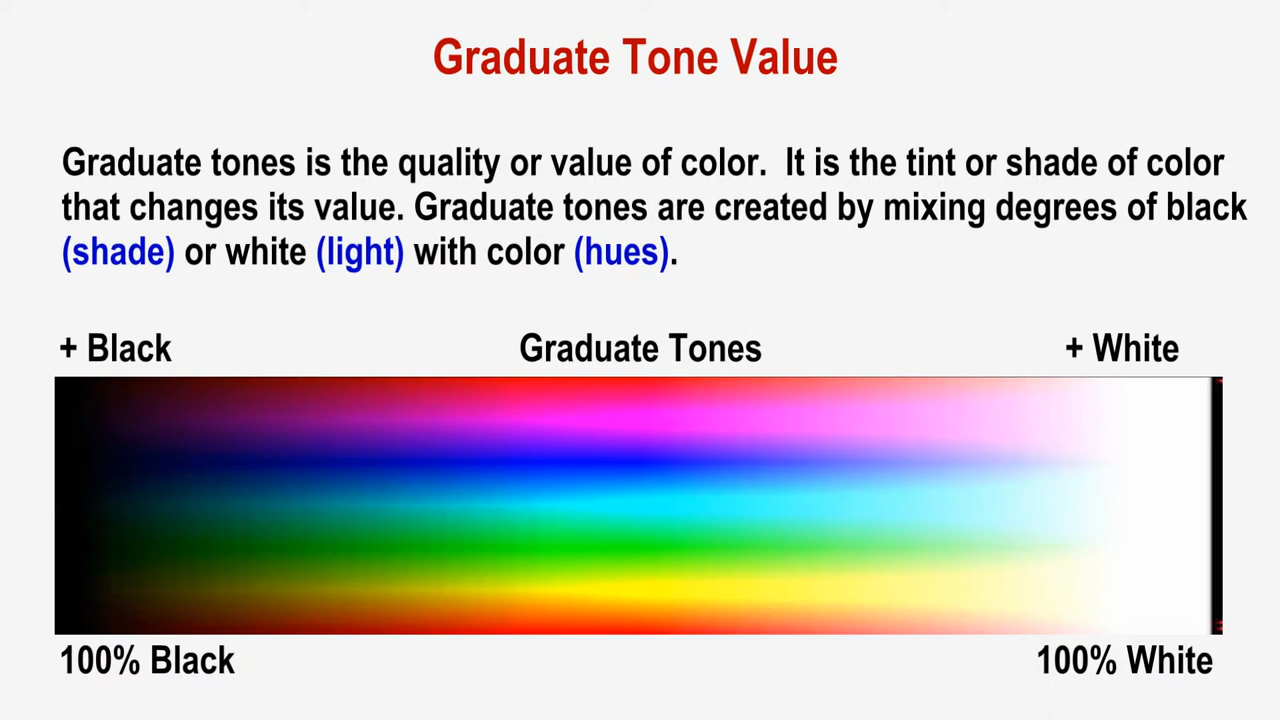 Graduate Tone Value
Graduate tones is the quality or value of color.  It is the tint or shade of color
that changes its value. Graduate tones are created by mixing degrees of black
(shade) or white (light) with color (hues).
+ Black Graduate Tones + White
100% Black 100% White